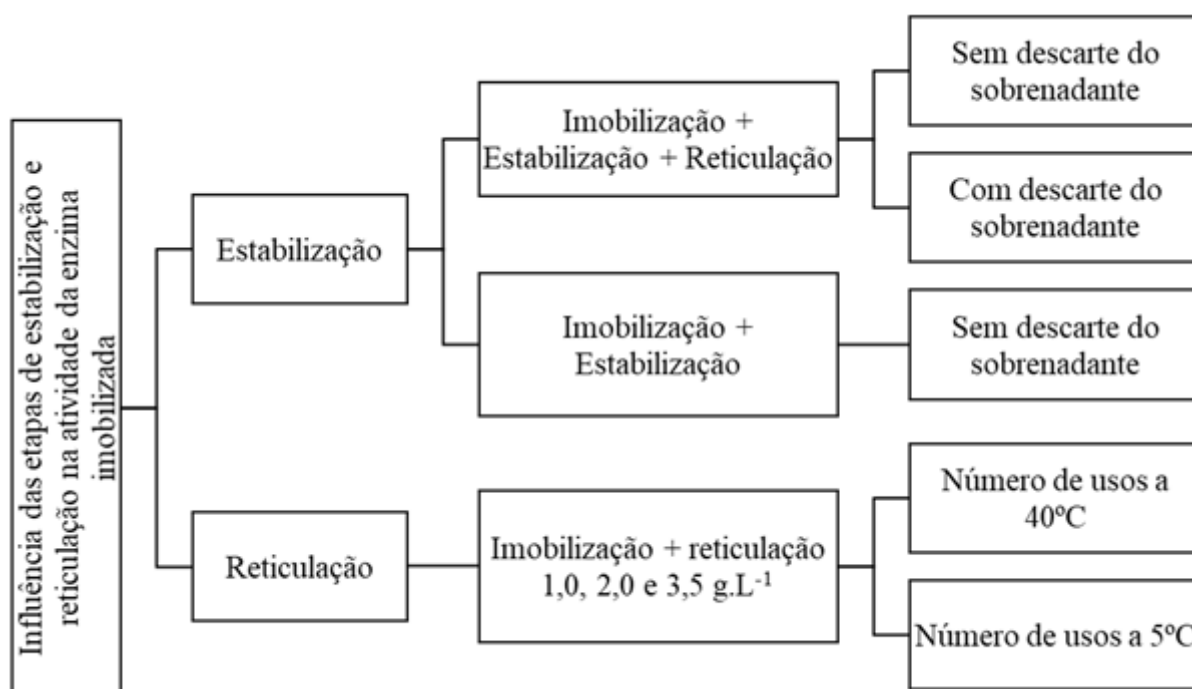 Influência das etapas de estabilização e
reticulação na atividade da enzima
imobilizada
Estabilização
Imobilização +
Estabilização + Reticulação
Sem descarte do
sobrenadante
Com descarte do
sobrenadante
Imobilização +
Estabilização
Sem descarte do
sobrenadante
Reticulação
Imobilização + reticulação
1,0, 2,0 e 3,5 g.L⁻¹
Número de usos a
40ºC
Número de usos a 5ºC